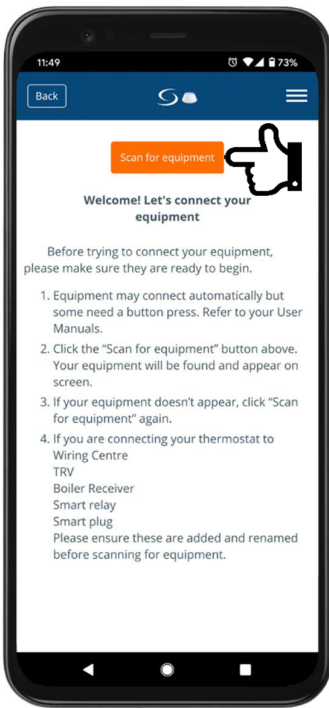 11:49
73%
Back
Scan for equipment
Welcome! Let's connect your
equipment
Before trying to connect your equipment,
please make sure they are ready to begin.
1. Equipment may connect automatically but
some need a button press. Refer to your User
Manuals.
2. Click the “Scan for equipment” button above.
Your equipment will be found and appear on
screen.
3. If your equipment doesn’t appear, click “Scan
for equipment” again.
4. If you are connecting your thermostat to
Wiring Centre
TRV
Boiler Receiver
Smart relay
Smart plug
Please ensure these are added and renamed
before scanning for equipment.